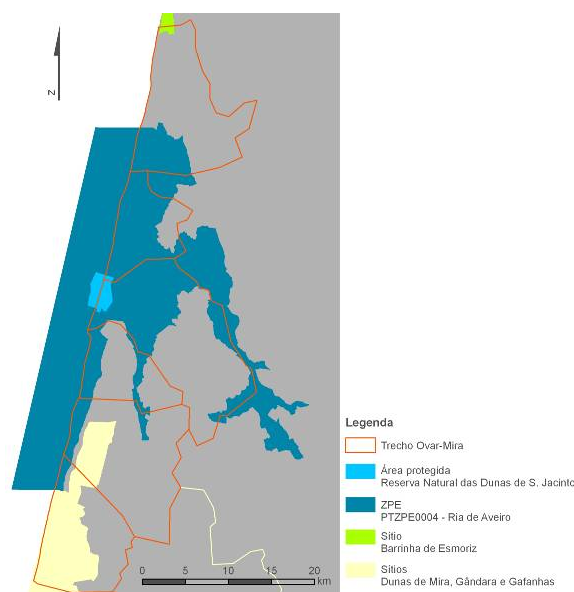 z
Legenda
Trecho Ovar-Mira
Área protegida
Reserva Natural das Dunas de S. Jacinto
ZPE
PTZPE0004 - Ria de Aveiro
Sitio
Barrinha de Esmoriz
Sítios
Dunas de Mira, Gândara e Gafanhas
0 5 10 15 20
km